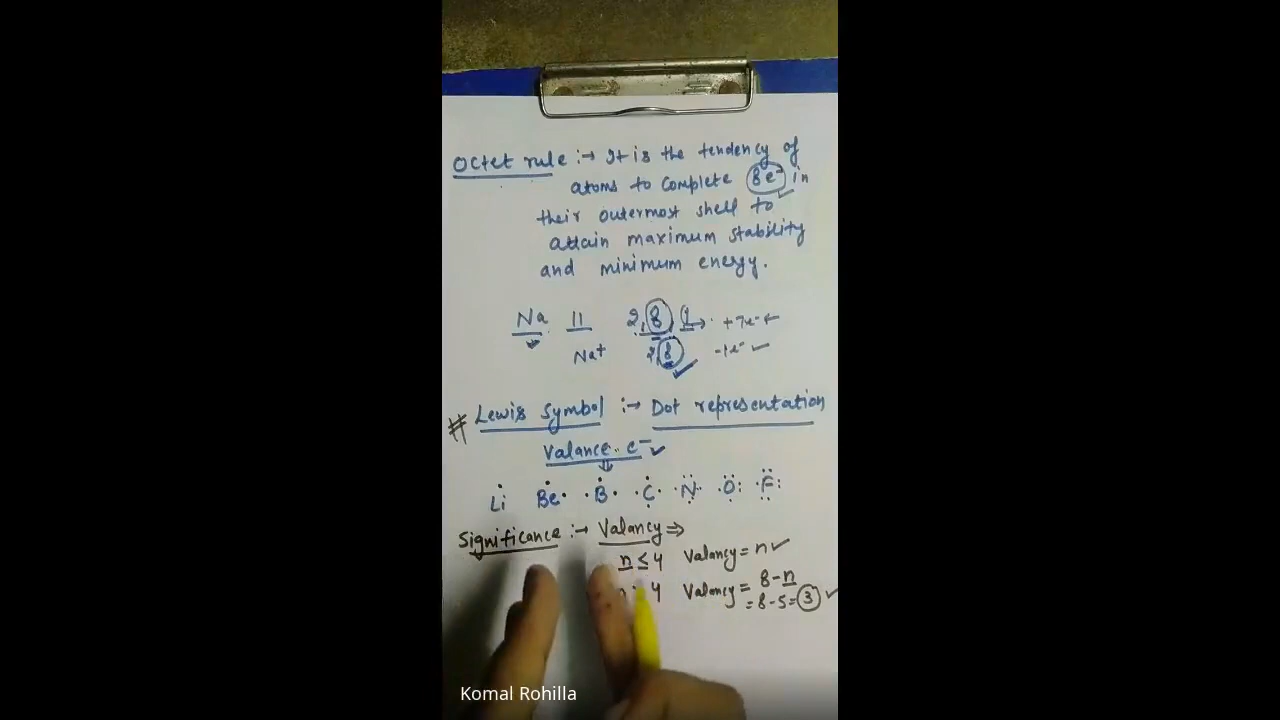 Octet rule :→ It is the tendency of
atoms to complete 8e⁻ in
their outermost shell to
attain maximum stability
and minimum energy.
Na 11 2,8,1→ +7e⁻
Na⁺ 2,8 -1e⁻
# Lewis Symbol :→ Dot representation
Valance e⁻
Li Be B C N O F
Significance :→ Valancy ⇒
n ≤ 4 Valancy = n
4 Valancy = 8-n
= 8-5 = 3
Komal Rohilla